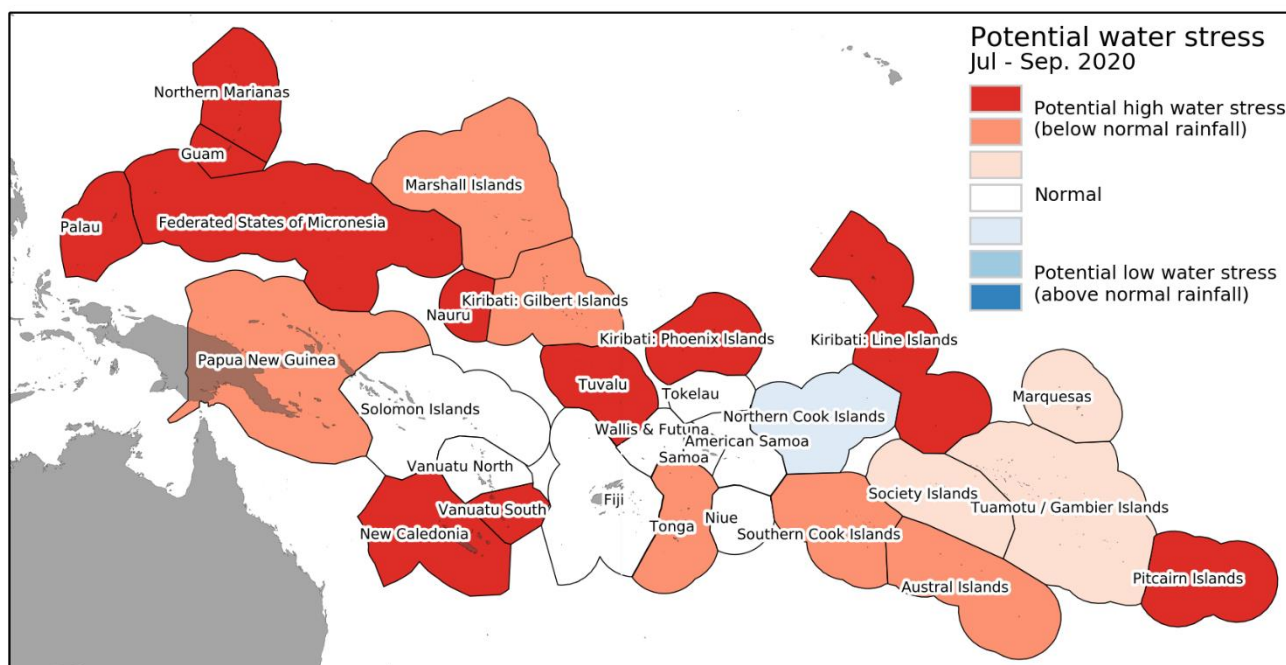 Potential water stress
Jul - Sep. 2020
Potential high water stress
(below normal rainfall)
Normal
Potential low water stress
(above normal rainfall)
Northern Marianas
Guam
Marshall Islands
Palau
Federated States of Micronesia
Kiribati: Gilbert Islands
Nauru
Kiribati: Phoenix Islands
Kiribati: Line Islands
Papua New Guinea
Tuvalu
Tokelau
Marquesas
Solomon Islands
Northern Cook Islands
Wallis & Futuna
American Samoa
Samoa
Vanuatu North
Fiji
Society Islands
Tuamotu / Gambier Islands
Vanuatu South
New Caledonia
Tonga
Niue
Southern Cook Islands
Austral Islands
Pitcairn Islands